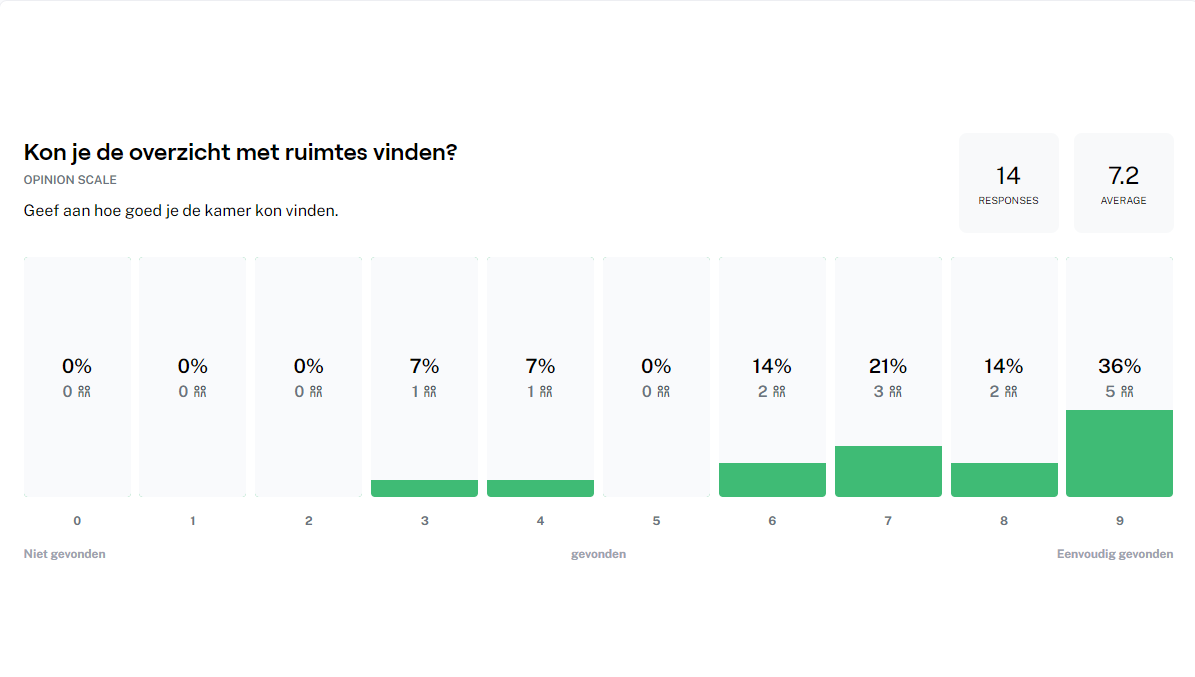 Kon je de overzicht met ruimtes vinden?
OPINION SCALE
Geef aan hoe goed je de kamer kon vinden.
14
RESPONSES
7.2
AVERAGE
0% 0% 0% 7% 7% 0% 14% 21% 14% 36%
0 0 0 1 1 0 2 3 2 5
0 1 2 3 4 5 6 7 8 9
Niet gevonden gevonden Eenvoudig gevonden